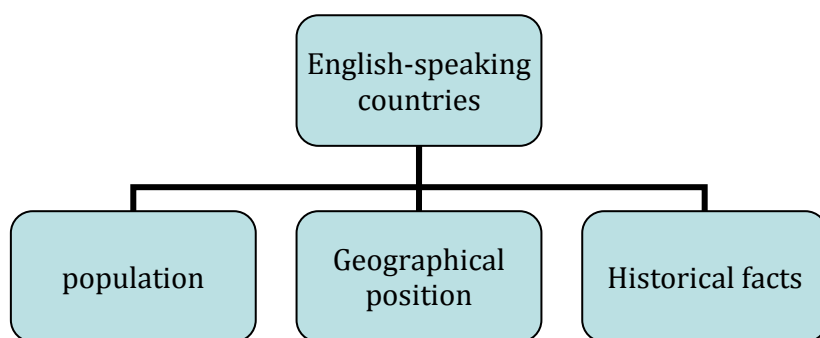 English-speaking
countries
population
Geographical
position
Historical facts